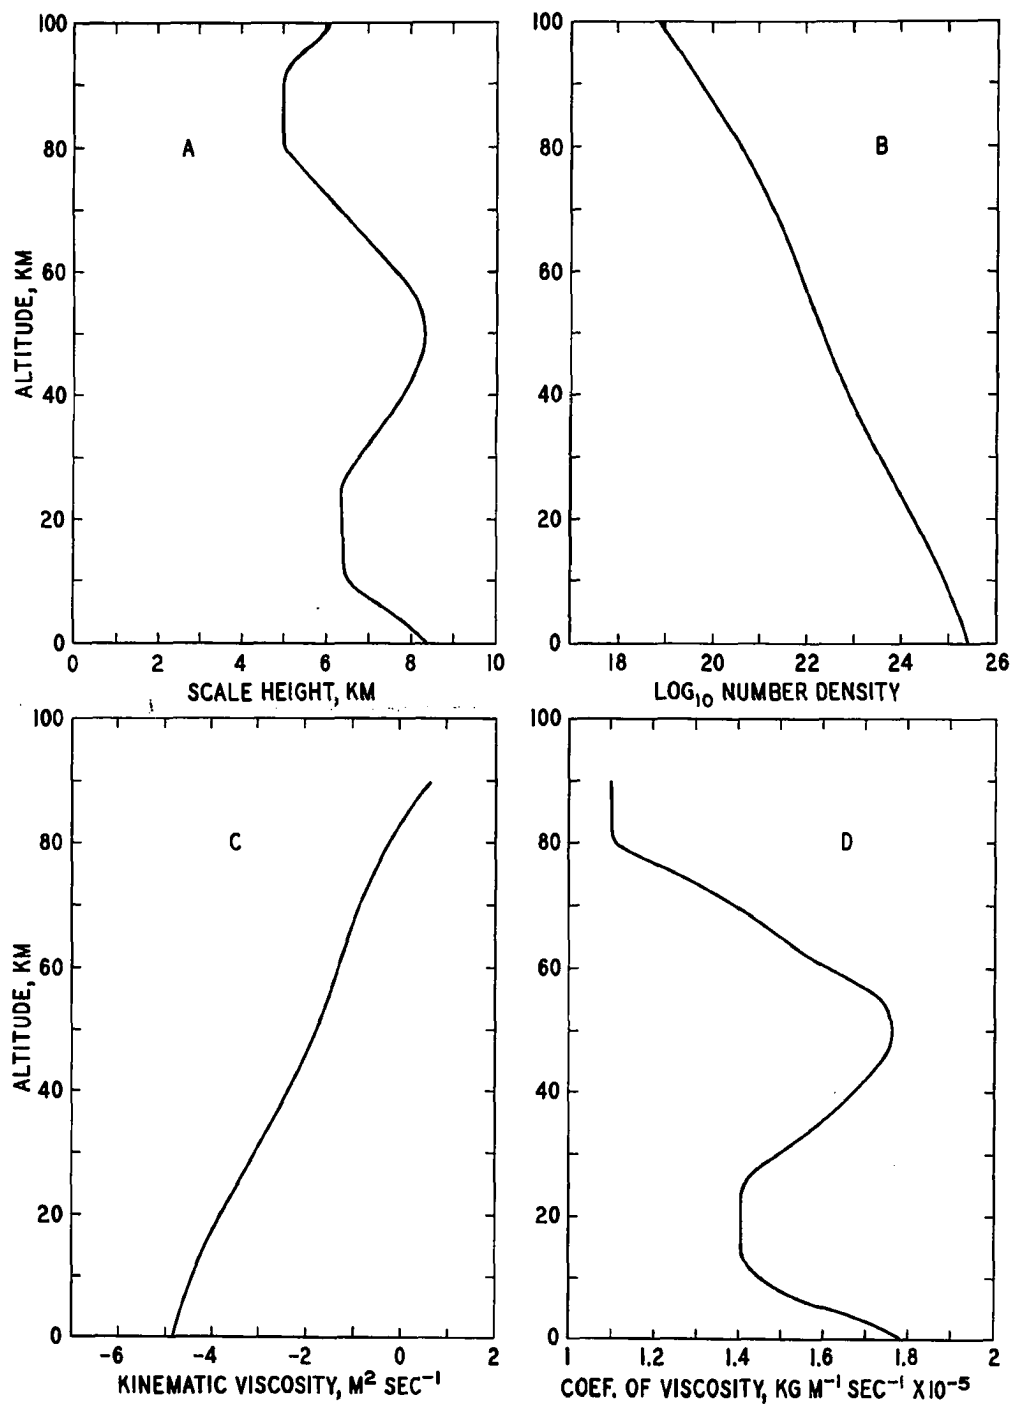 100
80
60
40
20
0
ALTITUDE, KM
A
0 2 4 6 8 10
SCALE HEIGHT, KM
100
80
60
40
20
0
B
18 20 22 24 26
LOG10 NUMBER DENSITY
100
80
60
40
20
0
ALTITUDE, KM
C
-6 -4 -2 0 2
KINEMATIC VISCOSITY, M² SEC⁻¹
100
80
60
40
20
0
D
1 1.2 1.4 1.6 1.8 2
COEF. OF VISCOSITY, KG M⁻¹ SEC⁻¹ X10⁻⁵